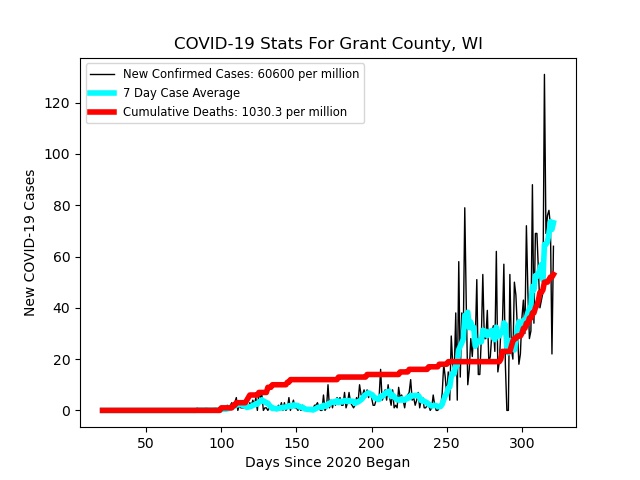 COVID-19 Stats For Grant County, WI
New Confirmed Cases: 60600 per million
7 Day Case Average
Cumulative Deaths: 1030.3 per million
New COVID-19 Cases
120
100
80
60
40
20
0
50 100 150 200 250 300
Days Since 2020 Began